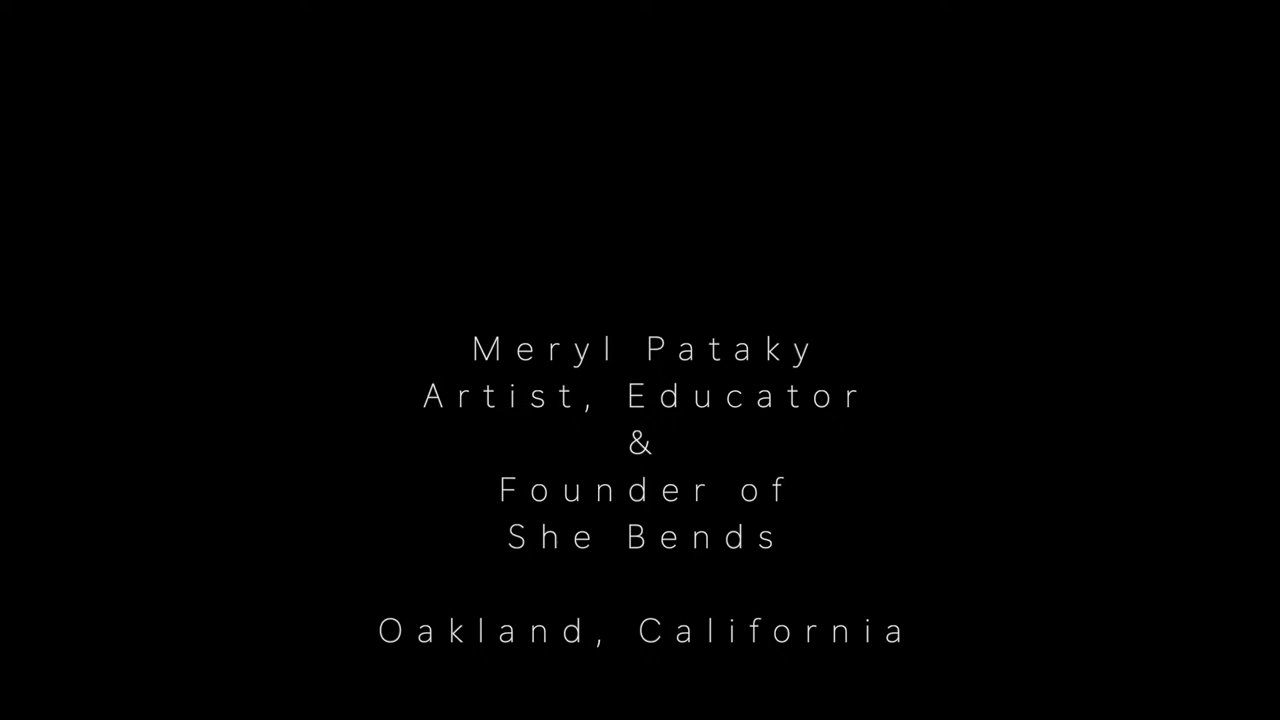 Meryl Pataky
Artist, Educator
&
Founder of
She Bends
Oakland, California